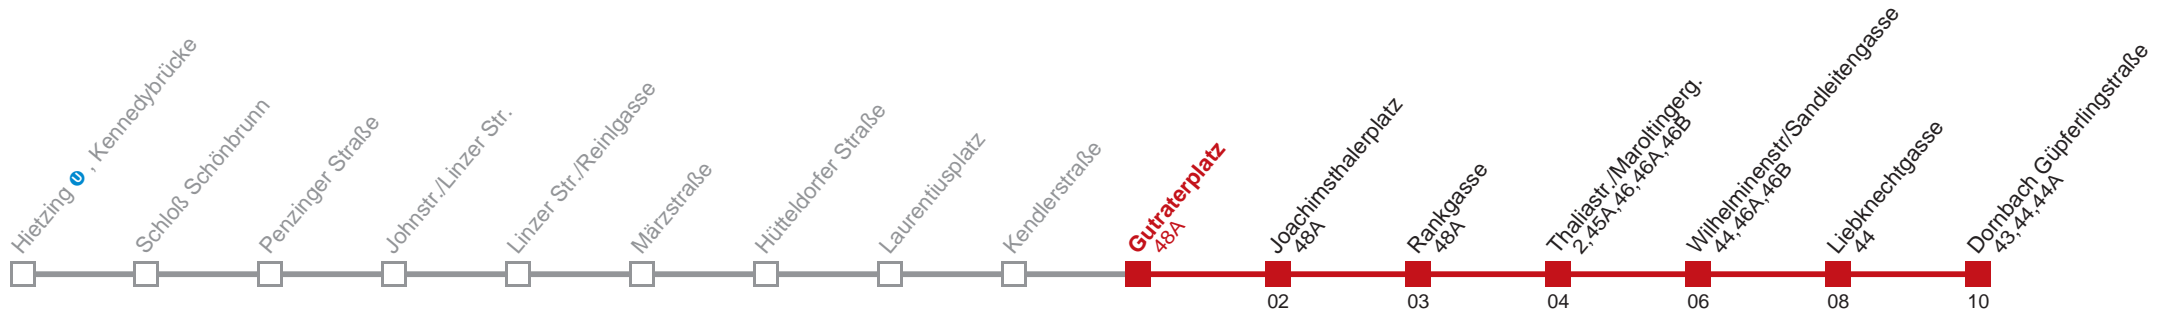 Hietzing U , Kennedybrücke
Schloß Schönbrunn
Penzinger Straße
Johnstr./Linzer Str.
Linzer Str./Reinlgasse
Märzstraße
Hütteldorfer Straße
Laurentiusplatz
Kendlerstraße
Gutraterplatz
48A
Joachimsthalerplatz
48A
Rankgasse
48A
Thaliastr./Maroltingerg.
2,45A,46,46A,46B
Wilhelminenstr/Sandleitengasse
44,46A,46B
Liebknechtgasse
44
Dornbach Güpferlingstraße
43,44,44A
02
03
04
06
08
10